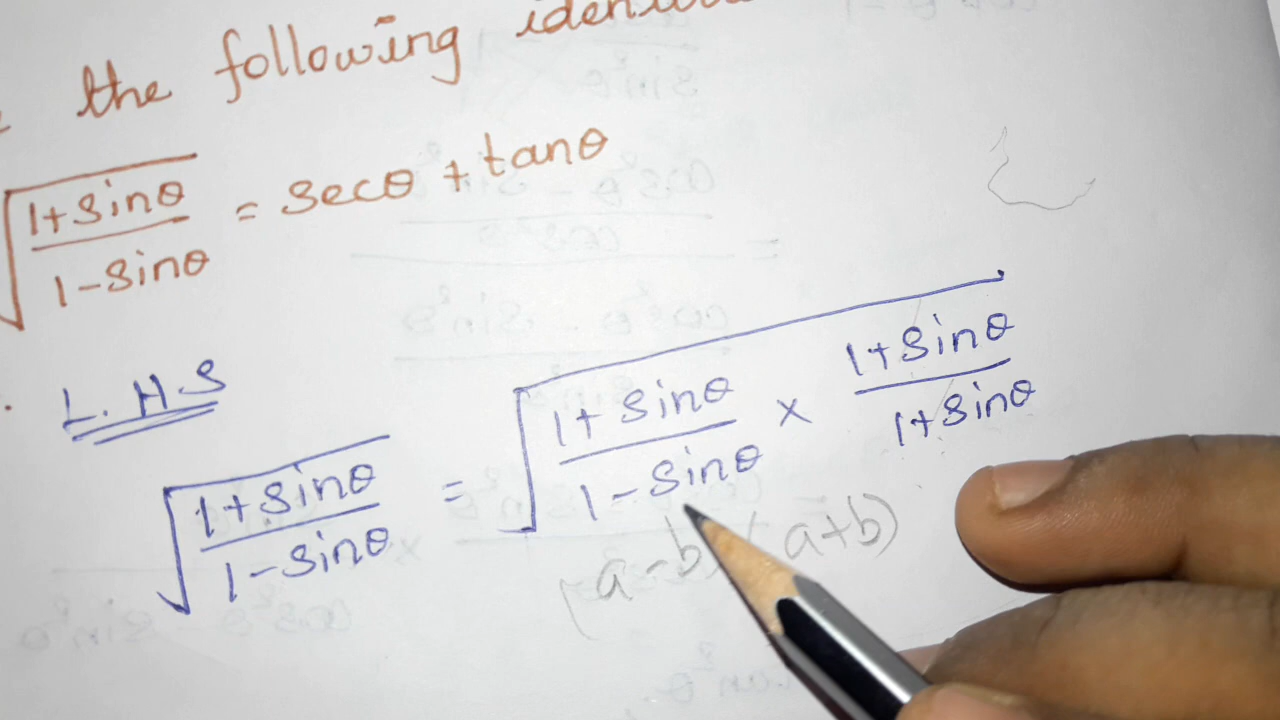 the following
√(1+sinθ / 1-sinθ) = secθ + tanθ
L.H.S
√(1+sinθ / 1-sinθ) = √(1+sinθ / 1-sinθ × 1+sinθ / 1+sinθ)
(a-b) (a+b)